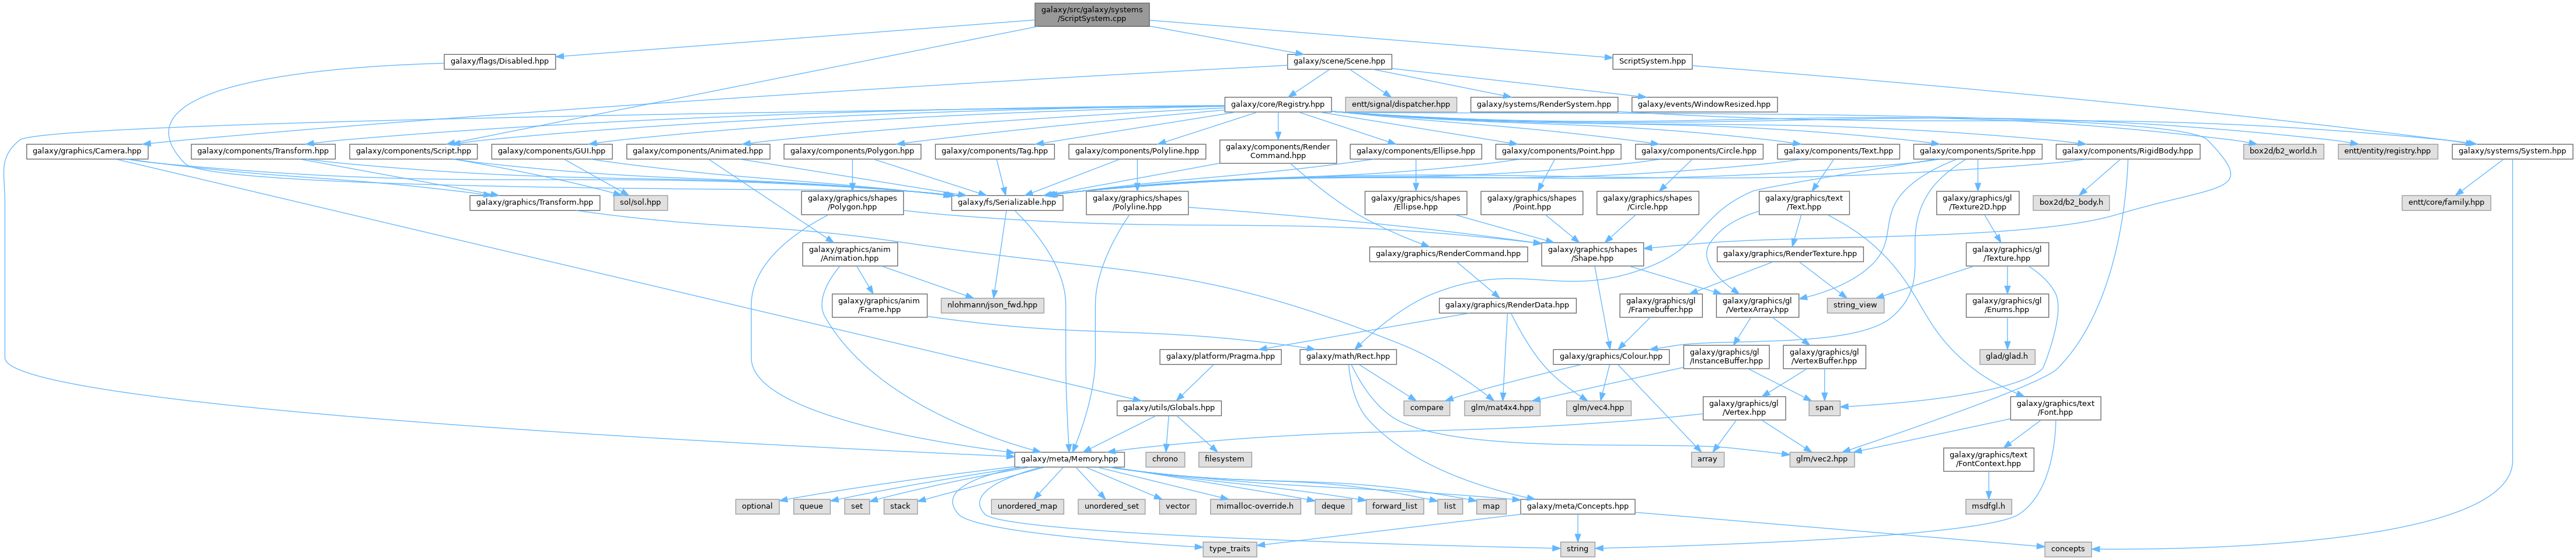 galaxy/src/galaxy/systems
/ScriptSystem.cpp
galaxy/flags/Disabled.hpp
galaxy/scene/Scene.hpp
ScriptSystem.hpp
galaxy/core/Registry.hpp
entt/signal/dispatcher.hpp
galaxy/systems/RenderSystem.hpp
galaxy/events/WindowResized.hpp
galaxy/graphics/Camera.hpp
galaxy/components/Transform.hpp
galaxy/components/Script.hpp
galaxy/components/GUI.hpp
galaxy/components/Animated.hpp
galaxy/components/Polygon.hpp
galaxy/components/Tag.hpp
galaxy/components/Polyline.hpp
galaxy/components/Render
Command.hpp
galaxy/components/Ellipse.hpp
galaxy/components/Point.hpp
galaxy/components/Circle.hpp
galaxy/components/Text.hpp
galaxy/components/Sprite.hpp
galaxy/components/RigidBody.hpp
box2d/b2_world.h
entt/entity/registry.hpp
galaxy/systems/System.hpp
galaxy/graphics/Transform.hpp
sol/sol.hpp
galaxy/graphics/shapes
/Polygon.hpp
galaxy/fs/Serializable.hpp
galaxy/graphics/shapes
/Polyline.hpp
galaxy/graphics/shapes
/Ellipse.hpp
galaxy/graphics/shapes
/Point.hpp
galaxy/graphics/shapes
/Circle.hpp
galaxy/graphics/text
/Text.hpp
galaxy/graphics/gl
/Texture2D.hpp
box2d/b2_body.h
entt/core/family.hpp
galaxy/graphics/anim
/Animation.hpp
galaxy/graphics/RenderCommand.hpp
galaxy/graphics/shapes
/Shape.hpp
galaxy/graphics/RenderTexture.hpp
galaxy/graphics/gl
/Texture.hpp
galaxy/graphics/anim
/Frame.hpp
nlohmann/json_fwd.hpp
galaxy/graphics/RenderData.hpp
galaxy/graphics/gl
/Framebuffer.hpp
galaxy/graphics/gl
/VertexArray.hpp
string_view
galaxy/graphics/gl
/Enums.hpp
galaxy/platform/Pragma.hpp
galaxy/math/Rect.hpp
galaxy/graphics/Colour.hpp
galaxy/graphics/gl
/InstanceBuffer.hpp
galaxy/graphics/gl
/VertexBuffer.hpp
glad/glad.h
galaxy/utils/Globals.hpp
compare
glm/mat4x4.hpp
glm/vec4.hpp
galaxy/graphics/gl
/Vertex.hpp
span
galaxy/graphics/text
/Font.hpp
galaxy/meta/Memory.hpp
chrono
filesystem
array
glm/vec2.hpp
galaxy/graphics/text
/FontContext.hpp
optional
queue
set
stack
unordered_map
unordered_set
vector
mimalloc-override.h
deque
forward_list
list
map
galaxy/meta/Concepts.hpp
msdfgl.h
type_traits
string
concepts